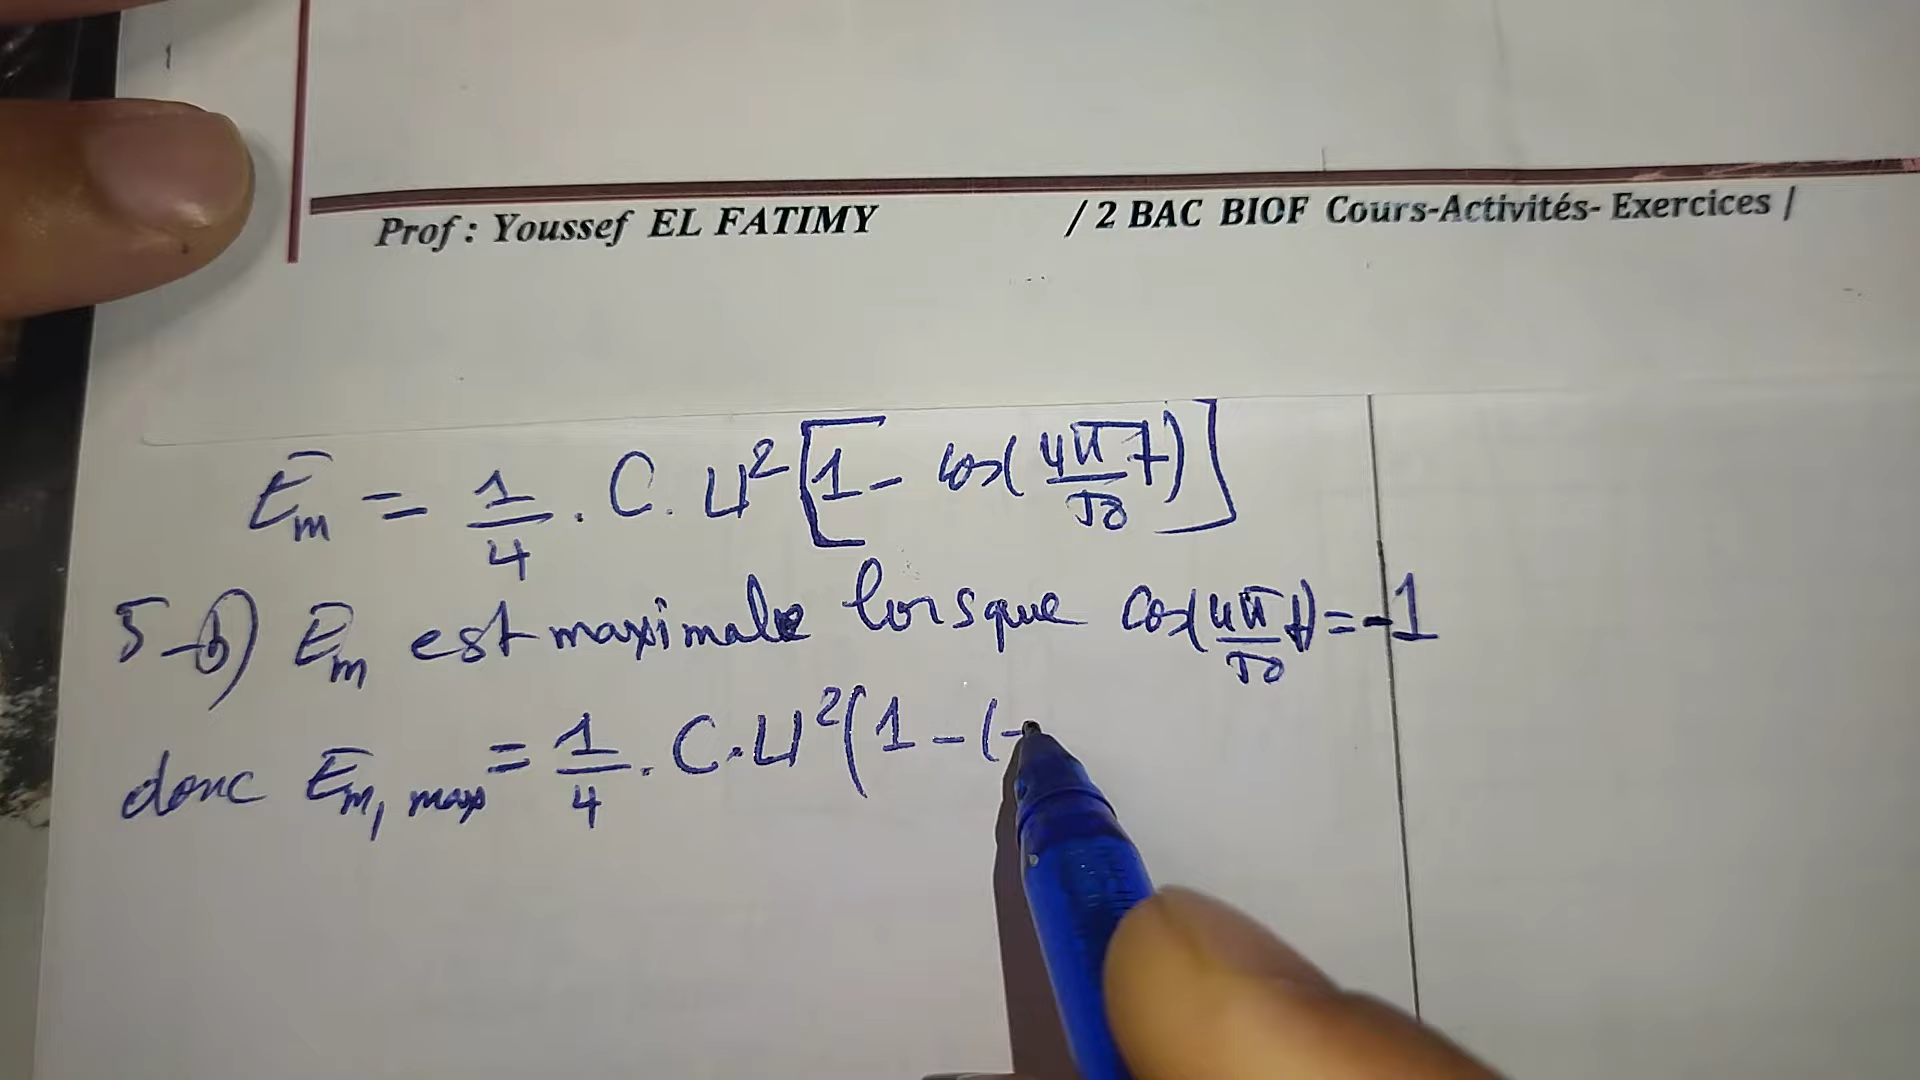 Prof : Youssef EL FATIMY / 2 BAC BIOF Cours-Activités- Exercices /
Em = 1/4 . C. U² [1 - cos(4π/T0 t)]
5-b) Em est maximale lorsque cos(4π/T0 t) = -1
donc Em, max = 1/4 . C. U² (1 - (-